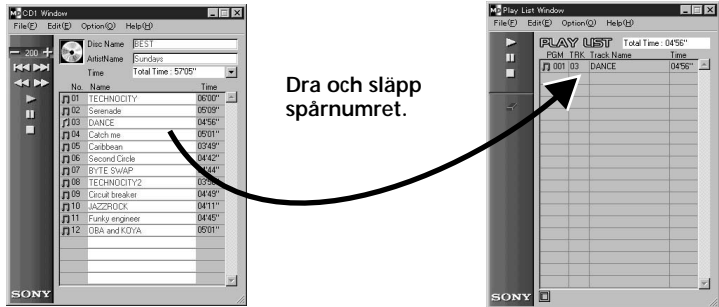 CD1 Window
File(F) Edit(E) Option(O) Help(H)
200
Disc Name BEST
ArtistName Sundays
Time Total Time : 57'05"
No. Name Time
01 TECHNOCITY 06'00"
02 Serenade 05'09"
03 DANCE 04'56"
04 Catch me 05'01"
05 Caribbean 03'49"
06 Second Circle 04'42"
07 BYTE SWAP 04'44"
08 TECHNOCITY2
09 Circuit breaker 04'49"
10 JAZZROCK 04'11"
11 Funky engineer 04'45"
12 OBA and KOYA 05'01"
SONY
Dra och släpp
spårnumret.
Play List Window
File(F) Edit(E) Option(O) Help(H)
PLAY LIST Total Time : 04'56"
PGM TRK Track Name Time
001 03 DANCE 04'56"
SONY